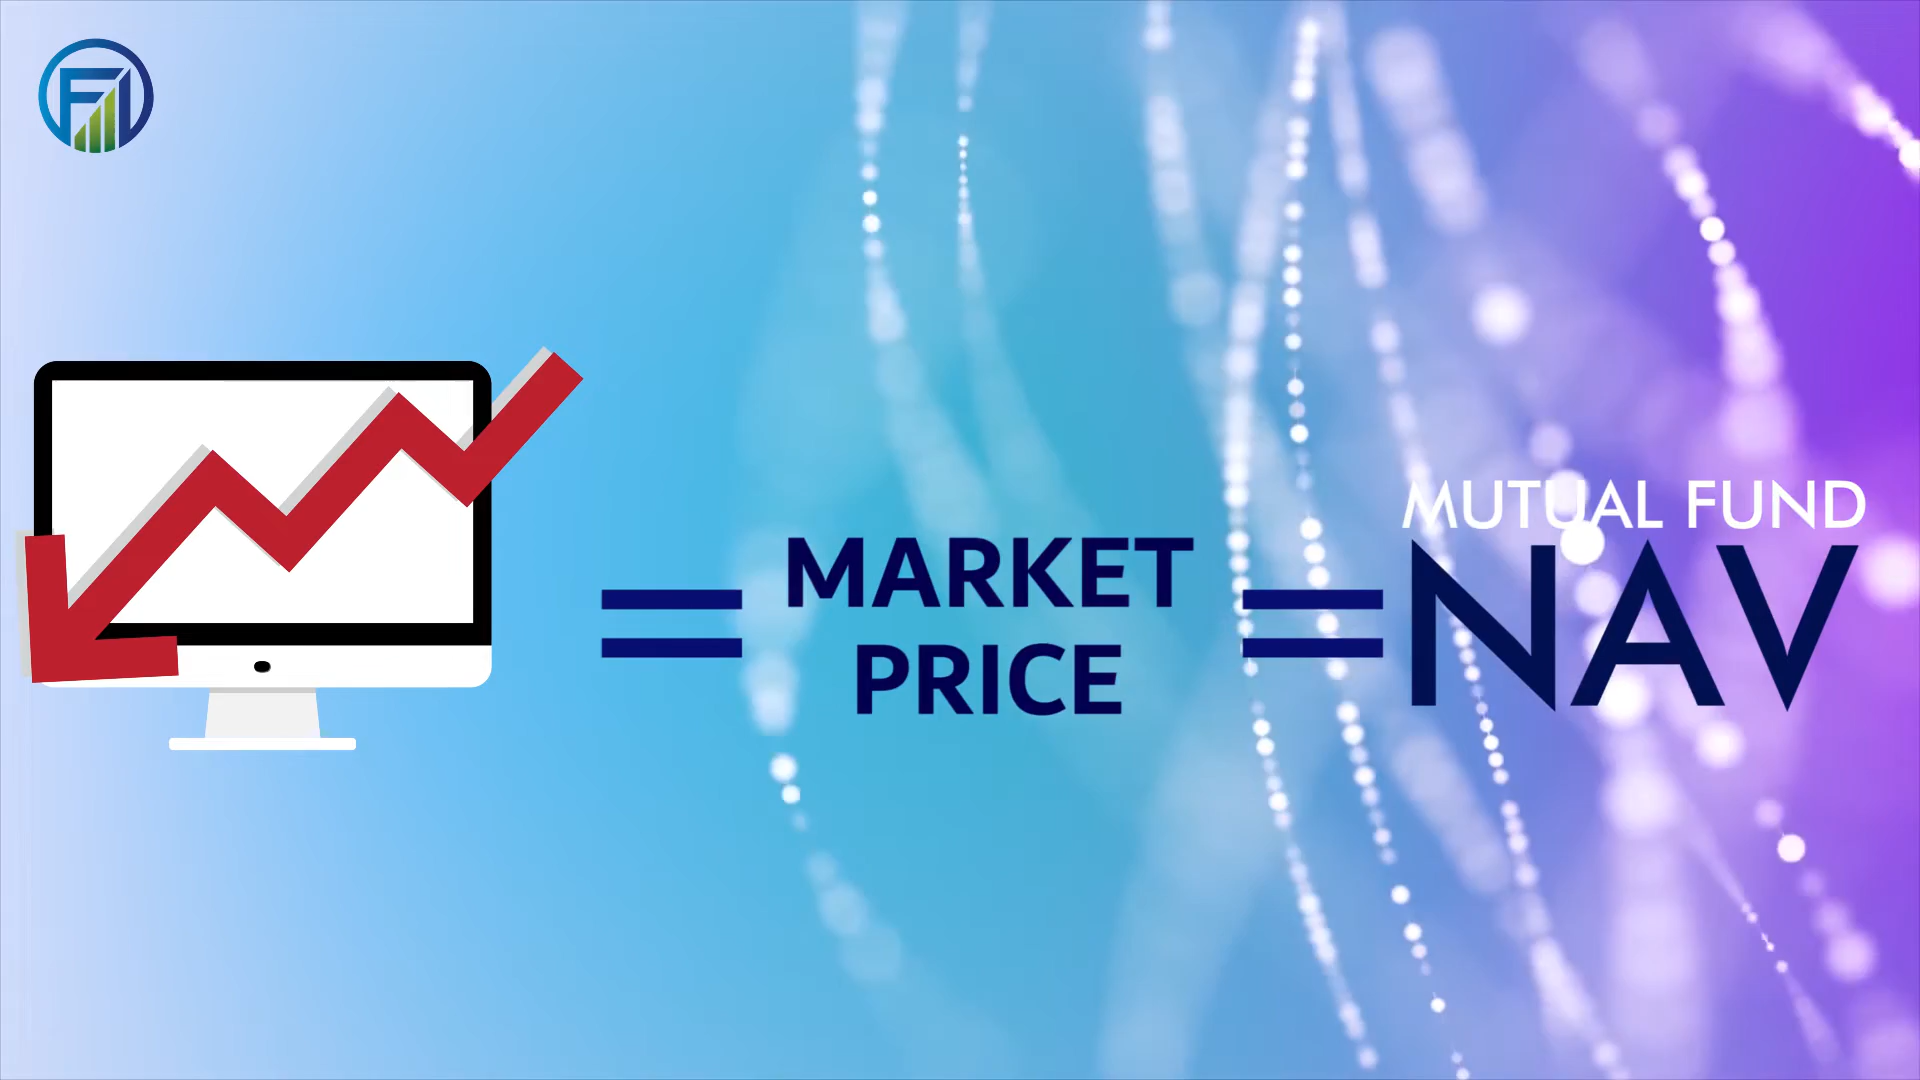 =
MARKET
PRICE
=
MUTUAL FUND
NAV